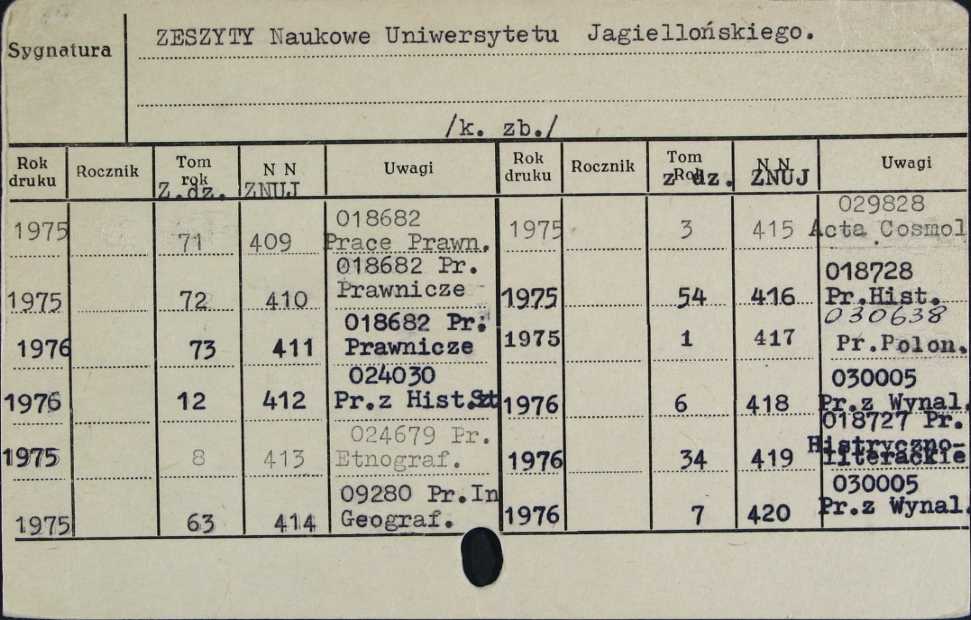 Sygnatura
ZESZYTY Naukowe Uniwersytetu Jagiellońskiego.
/k. zb./
Rok druku Rocznik Tom rok Z.dz. N N ZNUJ Uwagi
1975 71 409 018682 Prace Prawn.
1975 72 410 018682 Pr. Prawnicze
1976 73 411 018682 Pr. Prawnicze
1976 12 412 024030 Pr.z Hist.Szt
1975 8 413 024679 Pr. Etnograf.
1975 63 414 09280 Pr.In Geograf.
Rok druku Rocznik Tom Rok z dz. N N ZNUJ Uwagi
1975 3 415 029828 Acta Cosmol
1975 54 416 018728 Pr.Hist.
1975 1 417 030638 Pr.Polon.
1976 6 418 030005 Pr.z Wynal.
1976 34 419 018727 Pr. Histryczno-literackie
1976 7 420 030005 Pr.z Wynal.